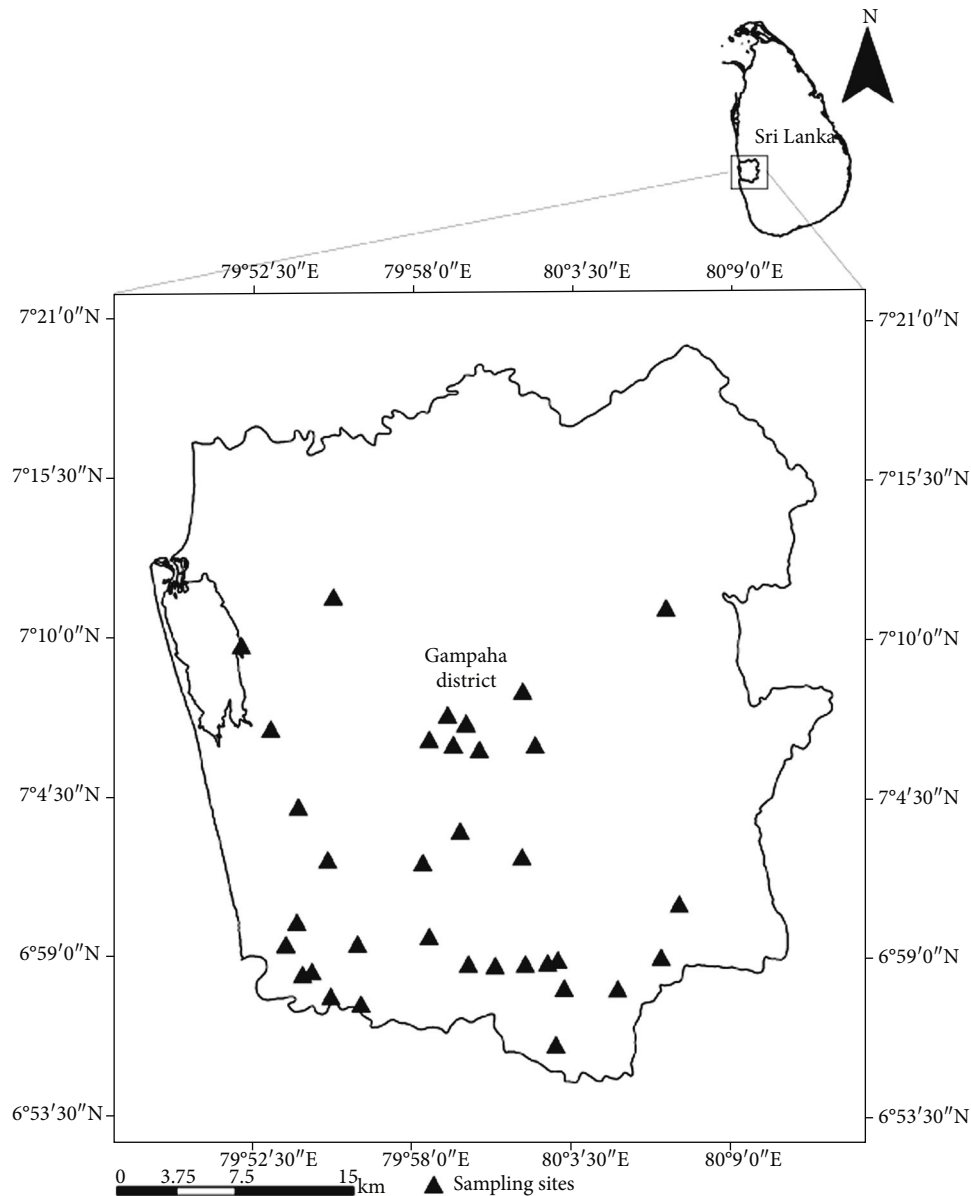 N
Sri Lanka
79°52′30″E 79°58′0″E 80°3′30″E 80°9′0″E
7°21′0″N 7°21′0″N
7°15′30″N 7°15′30″N
7°10′0″N 7°10′0″N
Gampaha
district
7°4′30″N 7°4′30″N
6°59′0″N 6°59′0″N
6°53′30″N 6°53′30″N
79°52′30″E 79°58′0″E 80°3′30″E 80°9′0″E
0 3.75 7.5 15
km Sampling sites